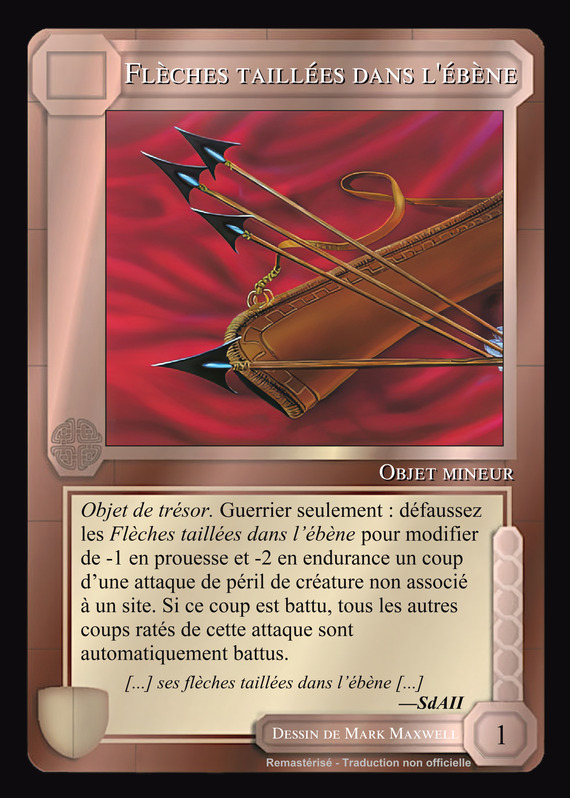 Flèches taillées dans l'ébène
Objet mineur
Objet de trésor. Guerrier seulement : défaussez
les Flèches taillées dans l’ébène pour modifier
de -1 en prouesse et -2 en endurance un coup
d’une attaque de péril de créature non associé
à un site. Si ce coup est battu, tous les autres
coups ratés de cette attaque sont
automatiquement battus.
[...] ses flèches taillées dans l’ébène [...]
—SdAII
Dessin de Mark Maxwell
1
Remastérisé - Traduction non officielle